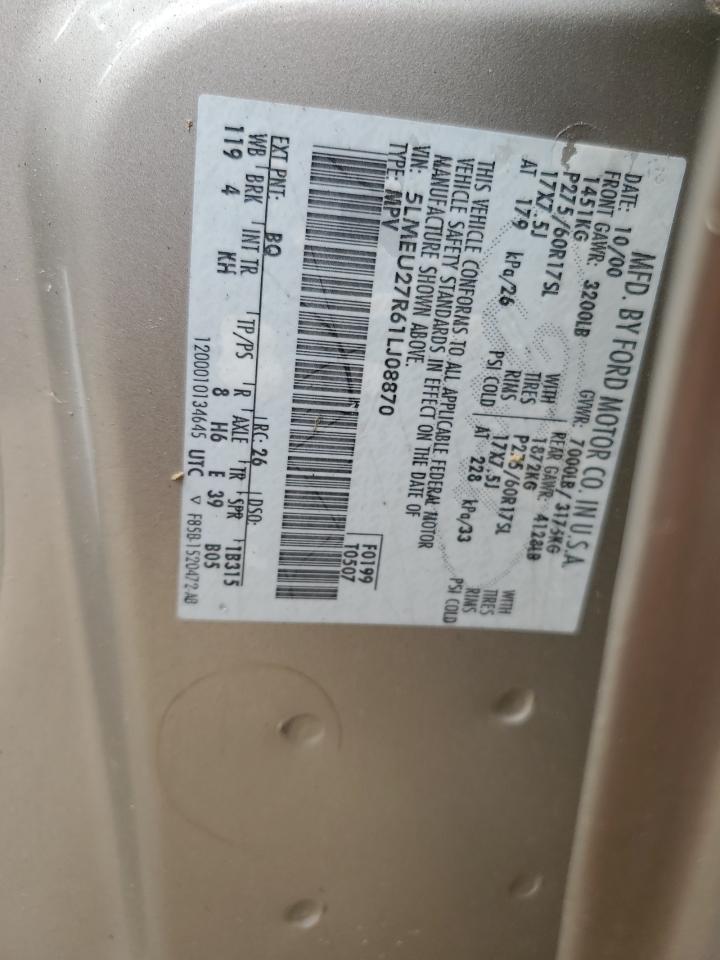 MFD. BY FORD MOTOR CO. IN U.S.A
DATE: 10/00 GVWR: 7000LB/ 3175KG
FRONT GAWR: 3200LB REAR GAWR: 4128LB
1451KG WITH 1872KG WITH
P275/60R17SL TIRES P275/60R17SL TIRES
17X7.5J RIMS 17X7.5J RIMS
AT 179 kPa/26 PSI COLD AT 228 kPa/33 PSI COLD
THIS VEHICLE CONFORMS TO ALL APPLICABLE FEDERAL MOTOR
VEHICLE SAFETY STANDARDS IN EFFECT ON THE DATE OF
MANUFACTURE SHOWN ABOVE.
VIN: 5LMEU27R61LJ08870
TYPE: MPV
F0199
T0507
EXT PNT: BQ RC: 26 DSO:
WB BRK INT TR TP/PS R AXLE TR SPR 1B315
119 4 KH 8 H6 E 39 B05
1200010134645 UTC F85B-1520472-AB